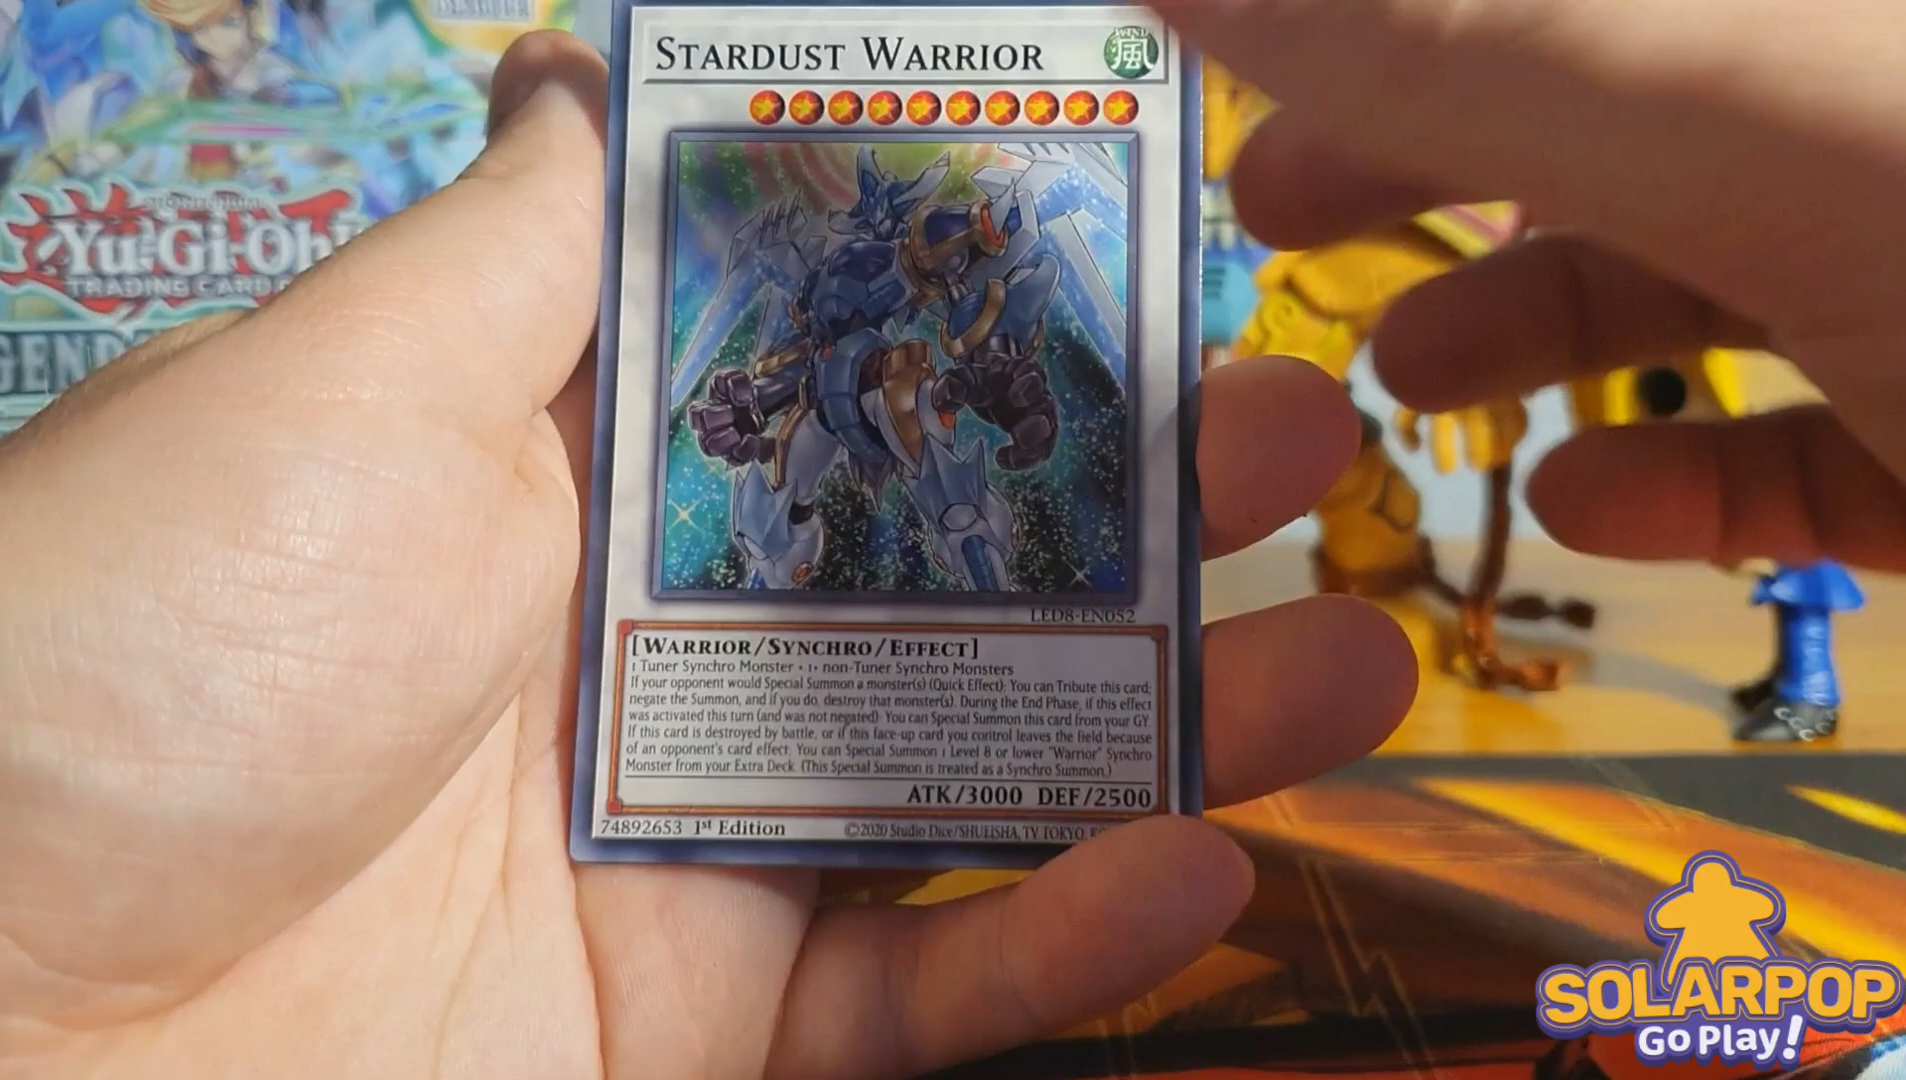 STARDUST WARRIOR
WIND
風
Yu-Gi-Oh!
TRADING CARD
GEND
LED8-EN052
[WARRIOR/SYNCHRO/EFFECT]
1 Tuner Synchro Monster + 1+ non-Tuner Synchro Monsters
If your opponent would Special Summon a monster(s) (Quick Effect): You can Tribute this card;
negate the Summon, and if you do, destroy that monster(s). During the End Phase, if this effect
was activated this turn (and was not negated): You can Special Summon this card from your GY.
If this card is destroyed by battle, or if this face-up card you control leaves the field because
of an opponent's card effect: You can Special Summon 1 Level 8 or lower "Warrior" Synchro
Monster from your Extra Deck. (This Special Summon is treated as a Synchro Summon.)
ATK/3000 DEF/2500
74892653 1st Edition ©2020 Studio Dice/SHUEISHA, TV TOKYO,
SOLARPOP
Go Play!